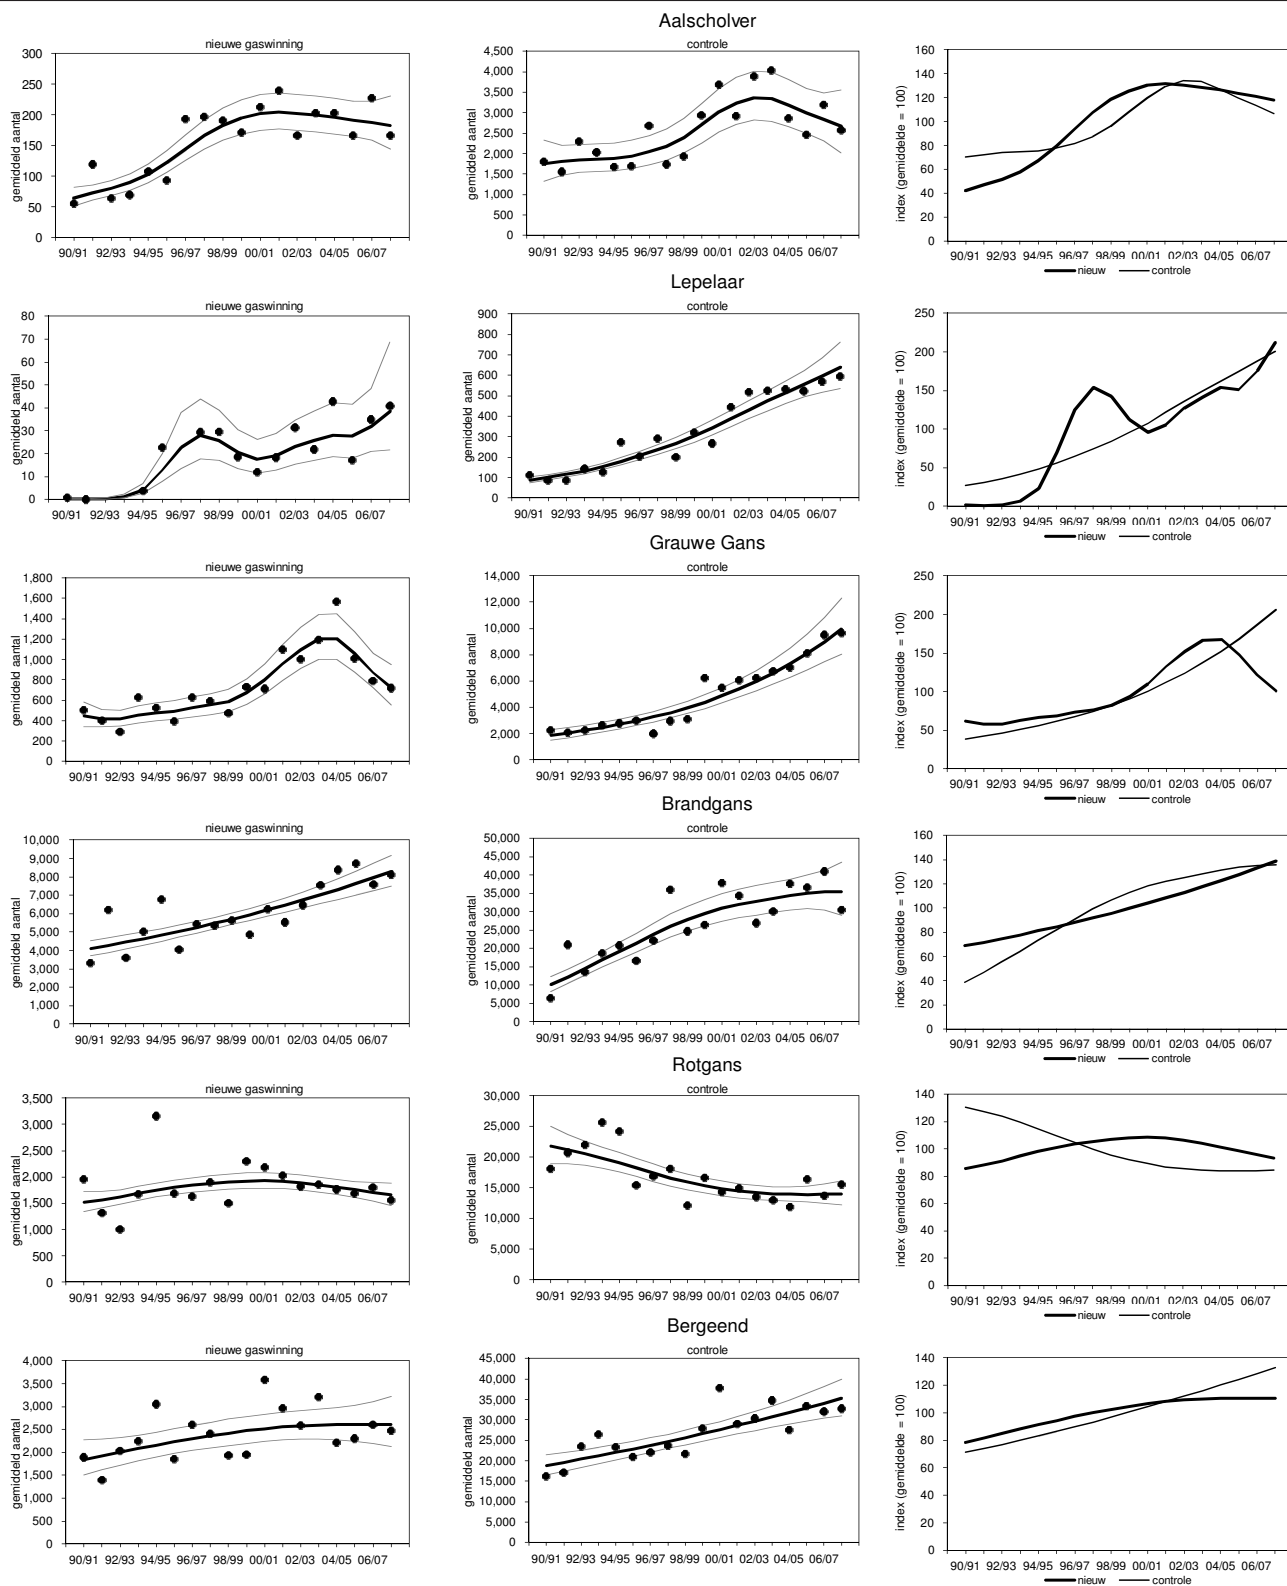 Aalscholver
nieuwe gaswinning
controle
gemiddeld aantal
300
250
200
150
100
50
0
90/91 92/93 94/95 96/97 98/99 00/01 02/03 04/05 06/07
gemiddeld aantal
4,500
4,000
3,500
3,000
2,500
2,000
1,500
1,000
500
0
90/91 92/93 94/95 96/97 98/99 00/01 02/03 04/05 06/07
index (gemiddelde = 100)
160
140
120
100
80
60
40
20
0
90/91 92/93 94/95 96/97 98/99 00/01 02/03 04/05 06/07
nieuw controle
Lepelaar
nieuwe gaswinning
controle
gemiddeld aantal
80
70
60
50
40
30
20
10
0
90/91 92/93 94/95 96/97 98/99 00/01 02/03 04/05 06/07
gemiddeld aantal
900
800
700
600
500
400
300
200
100
0
90/91 92/93 94/95 96/97 98/99 00/01 02/03 04/05 06/07
index (gemiddelde = 100)
250
200
150
100
50
0
90/91 92/93 94/95 96/97 98/99 00/01 02/03 04/05 06/07
nieuw controle
Grauwe Gans
nieuwe gaswinning
controle
gemiddeld aantal
1,800
1,600
1,400
1,200
1,000
800
600
400
200
0
90/91 92/93 94/95 96/97 98/99 00/01 02/03 04/05 06/07
gemiddeld aantal
14,000
12,000
10,000
8,000
6,000
4,000
2,000
0
90/91 92/93 94/95 96/97 98/99 00/01 02/03 04/05 06/07
index (gemiddelde = 100)
250
200
150
100
50
0
90/91 92/93 94/95 96/97 98/99 00/01 02/03 04/05 06/07
nieuw controle
Brandgans
nieuwe gaswinning
controle
gemiddeld aantal
10,000
9,000
8,000
7,000
6,000
5,000
4,000
3,000
2,000
1,000
0
90/91 92/93 94/95 96/97 98/99 00/01 02/03 04/05 06/07
gemiddeld aantal
50,000
45,000
40,000
35,000
30,000
25,000
20,000
15,000
10,000
5,000
0
90/91 92/93 94/95 96/97 98/99 00/01 02/03 04/05 06/07
index (gemiddelde = 100)
160
140
120
100
80
60
40
20
0
90/91 92/93 94/95 96/97 98/99 00/01 02/03 04/05 06/07
nieuw controle
Rotgans
nieuwe gaswinning
controle
gemiddeld aantal
3,500
3,000
2,500
2,000
1,500
1,000
500
0
90/91 92/93 94/95 96/97 98/99 00/01 02/03 04/05 06/07
gemiddeld aantal
30,000
25,000
20,000
15,000
10,000
5,000
0
90/91 92/93 94/95 96/97 98/99 00/01 02/03 04/05 06/07
index (gemiddelde = 100)
140
120
100
80
60
40
20
0
90/91 92/93 94/95 96/97 98/99 00/01 02/03 04/05 06/07
nieuw controle
Bergeend
nieuwe gaswinning
controle
gemiddeld aantal
4,000
3,500
3,000
2,500
2,000
1,500
1,000
500
0
90/91 92/93 94/95 96/97 98/99 00/01 02/03 04/05 06/07
gemiddeld aantal
45,000
40,000
35,000
30,000
25,000
20,000
15,000
10,000
5,000
0
90/91 92/93 94/95 96/97 98/99 00/01 02/03 04/05 06/07
index (gemiddelde = 100)
140
120
100
80
60
40
20
0
90/91 92/93 94/95 96/97 98/99 00/01 02/03 04/05 06/07
nieuw controle